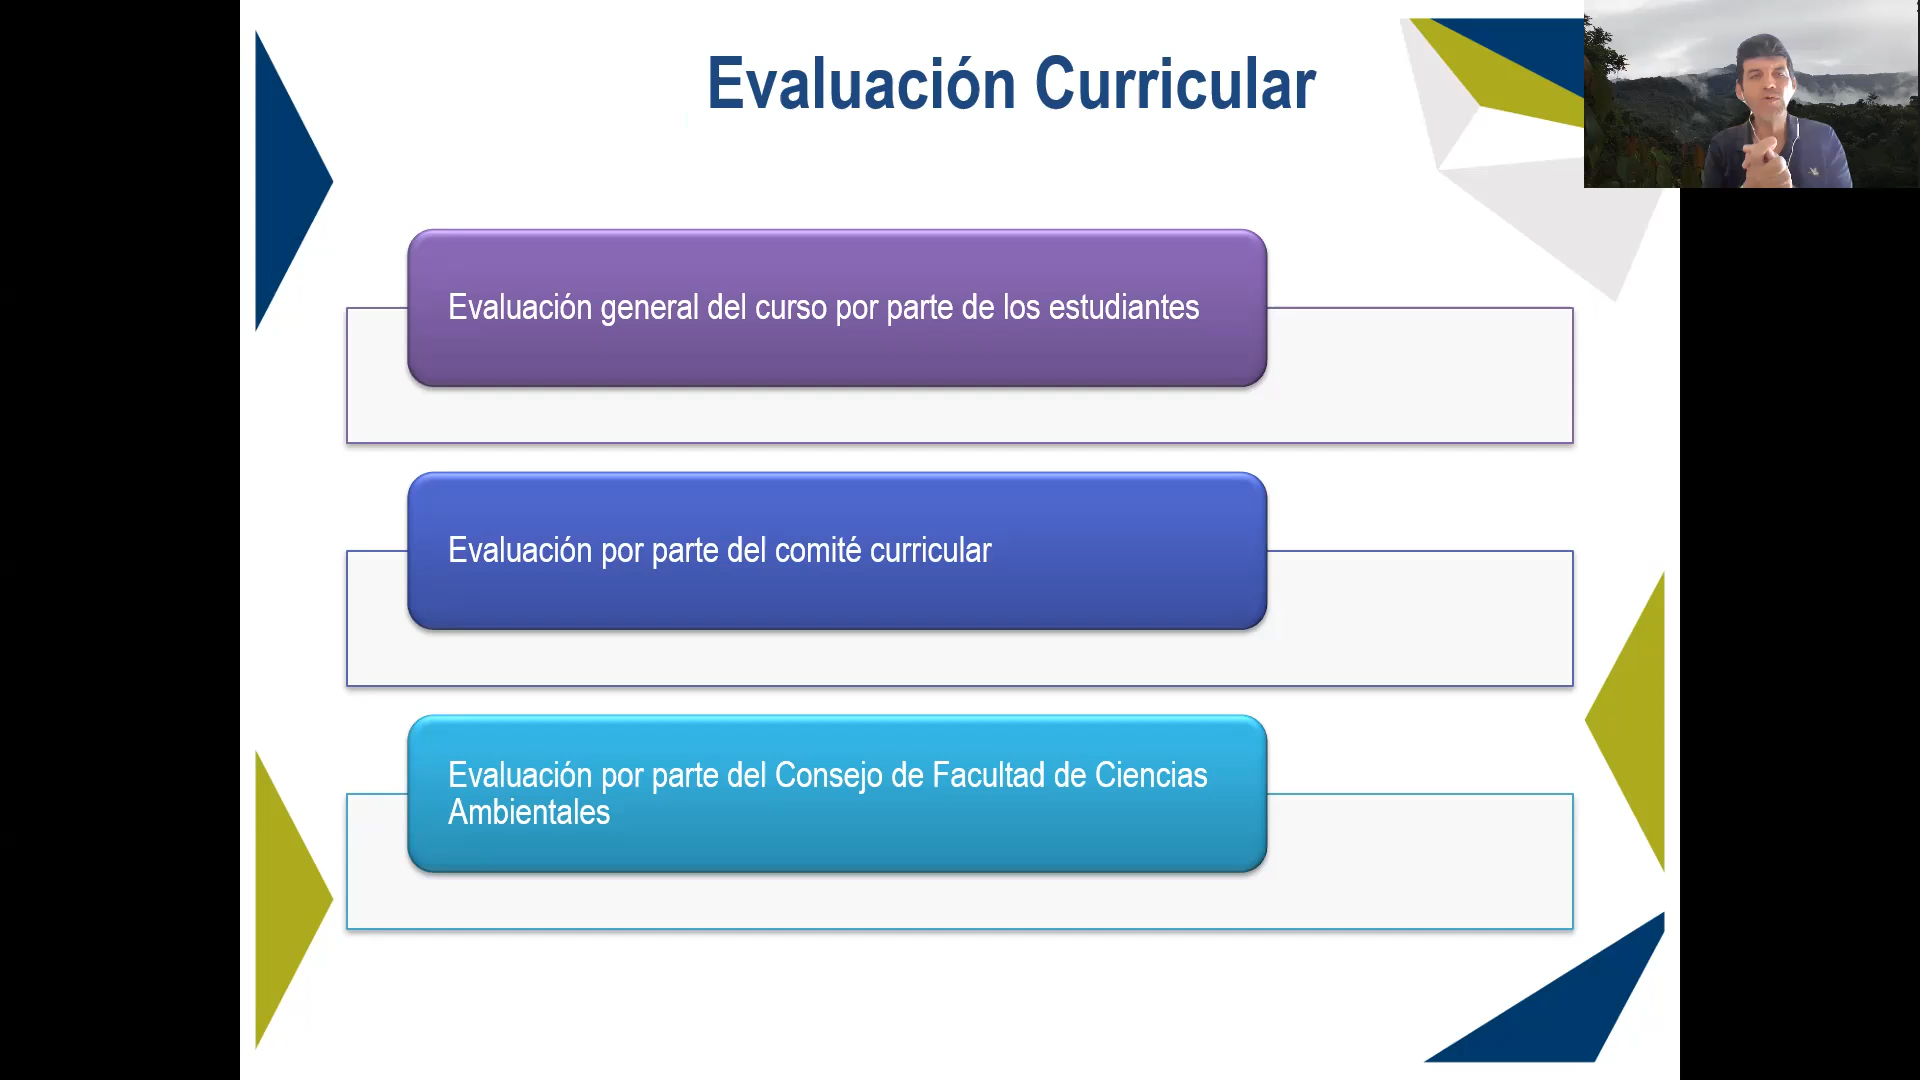 Evaluación Curricular
Evaluación general del curso por parte de los estudiantes
Evaluación por parte del comité curricular
Evaluación por parte del Consejo de Facultad de Ciencias
Ambientales